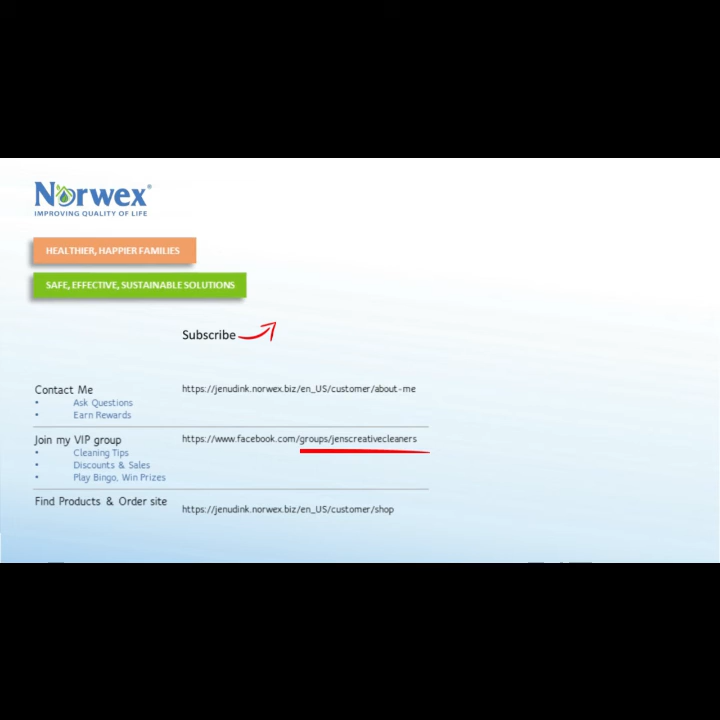 Norwex®
IMPROVING QUALITY OF LIFE
HEALTHIER, HAPPIER FAMILIES
SAFE, EFFECTIVE, SUSTAINABLE SOLUTIONS
Subscribe
Contact Me https://jenudink.norwex.biz/en_US/customer/about-me
• Ask Questions
• Earn Rewards
Join my VIP group https://www.facebook.com/groups/jenscreativecleaners
• Cleaning Tips
• Discounts & Sales
• Play Bingo, Win Prizes
Find Products & Order site https://jenudink.norwex.biz/en_US/customer/shop